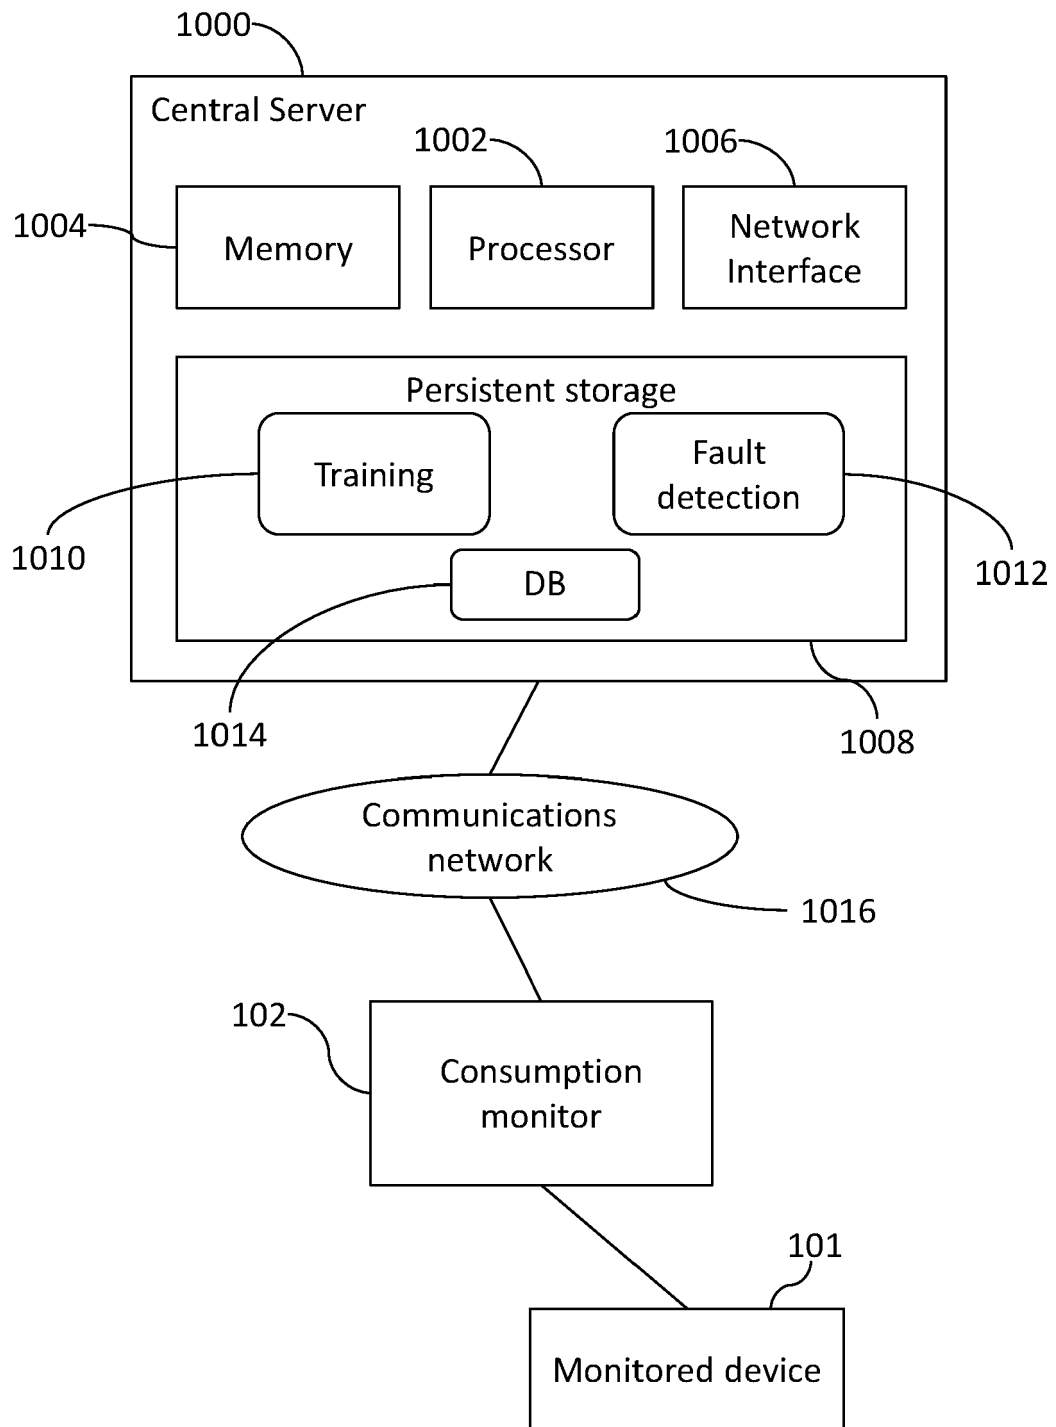 1000
Central Server
1002
1006
1004
Memory
Processor
Network
Interface
Persistent storage
Training
Fault
detection
1010
1012
DB
1014
1008
Communications
network
1016
102
Consumption
monitor
101
Monitored device